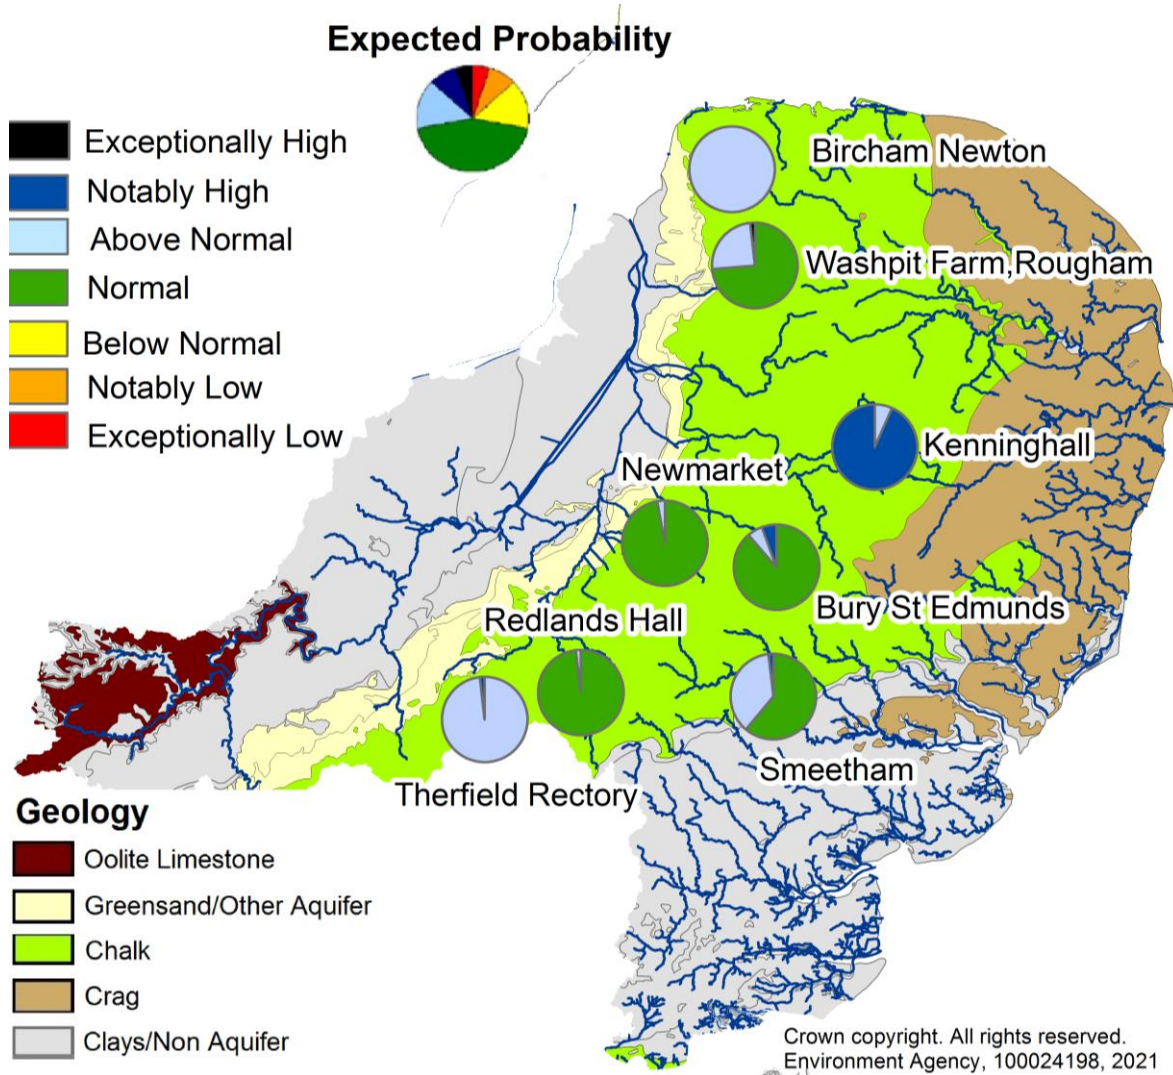 Expected Probability
Exceptionally High
Notably High
Above Normal
Normal
Below Normal
Notably Low
Exceptionally Low
Bircham Newton
Washpit Farm,Rougham
Kenninghall
Newmarket
Bury St Edmunds
Redlands Hall
Smeetham
Therfield Rectory
Geology
Oolite Limestone
Greensand/Other Aquifer
Chalk
Crag
Clays/Non Aquifer
Crown copyright. All rights reserved.
Environment Agency, 100024198, 2021